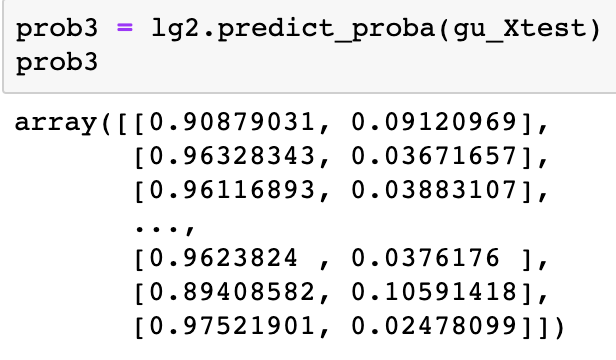 prob3 = lg2.predict_proba(gu_Xtest)
prob3
array([[0.90879031, 0.09120969],
       [0.96328343, 0.03671657],
       [0.96116893, 0.03883107],
       ...,
       [0.9623824 , 0.0376176 ],
       [0.89408582, 0.10591418],
       [0.97521901, 0.02478099]])